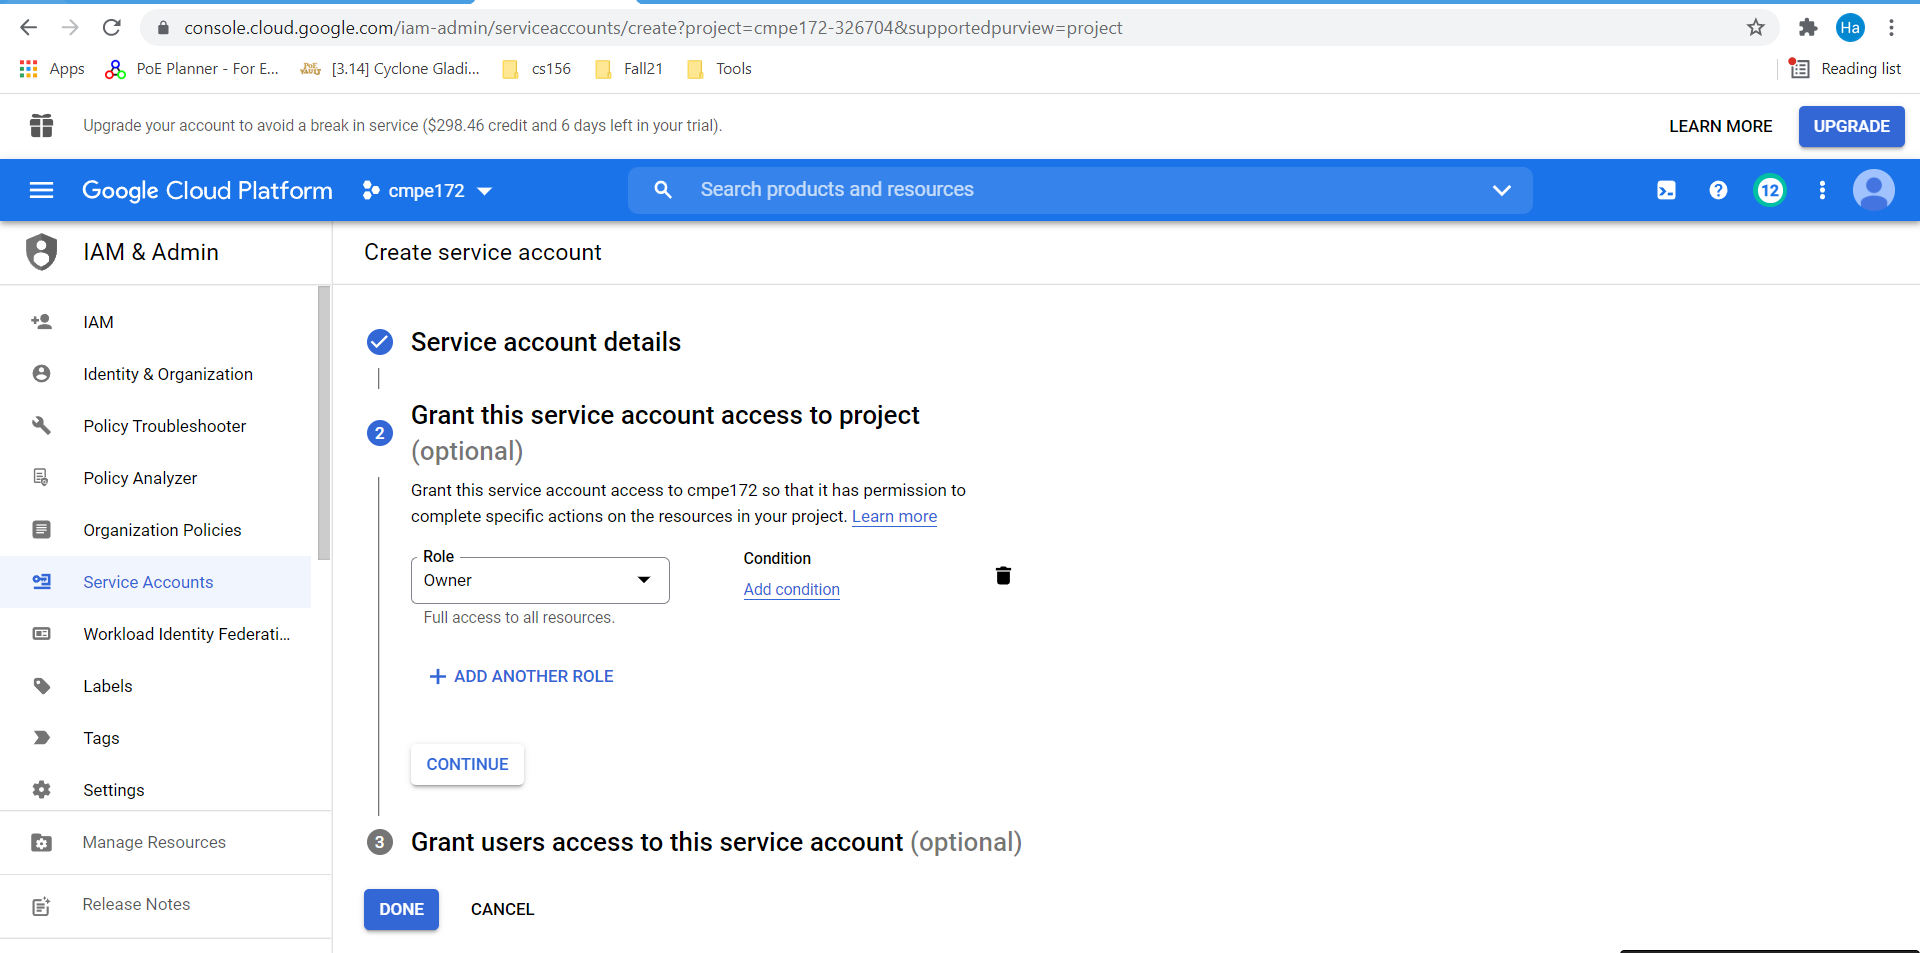 console.cloud.google.com/iam-admin/serviceaccounts/create?project=cmpe172-326704&supportedpurview=project
Ha
Apps
PoE Planner - For E...
[3.14] Cyclone Gladi...
cs156
Fall21
Tools
Reading list
Upgrade your account to avoid a break in service ($298.46 credit and 6 days left in your trial).
LEARN MORE
UPGRADE
Google Cloud Platform
cmpe172
Search products and resources
12
IAM & Admin
Create service account
IAM
Identity & Organization
Policy Troubleshooter
Policy Analyzer
Organization Policies
Service Accounts
Workload Identity Federati...
Labels
Tags
Settings
Manage Resources
Release Notes
Service account details
2
Grant this service account access to project
(optional)
Grant this service account access to cmpe172 so that it has permission to
complete specific actions on the resources in your project. Learn more
Role
Owner
Full access to all resources.
Condition
Add condition
+ ADD ANOTHER ROLE
CONTINUE
3
Grant users access to this service account (optional)
DONE
CANCEL